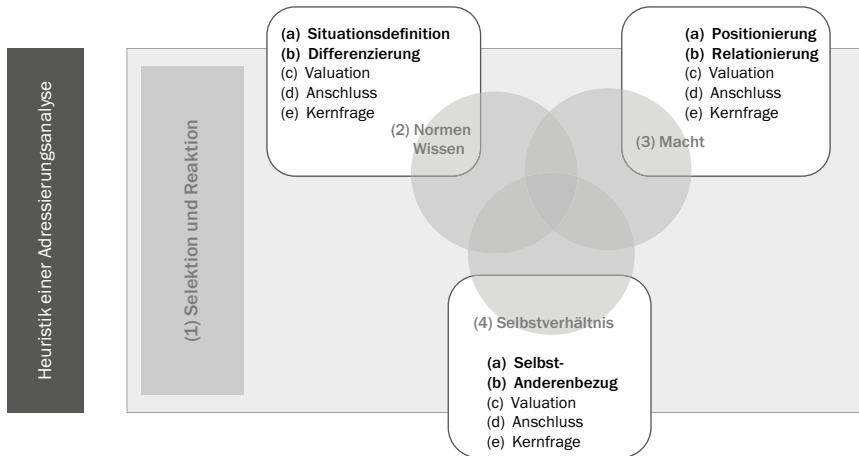 Heuristik einer Adressierungsanalyse
(1) Selektion und Reaktion
(a) Situationsdefinition
(b) Differenzierung
(c) Valuation
(d) Anschluss
(e) Kernfrage
(2) Normen
Wissen
(a) Positionierung
(b) Relationierung
(c) Valuation
(d) Anschluss
(e) Kernfrage
(3) Macht
(4) Selbstverhältnis
(a) Selbst-
(b) Anderenbezug
(c) Valuation
(d) Anschluss
(e) Kernfrage